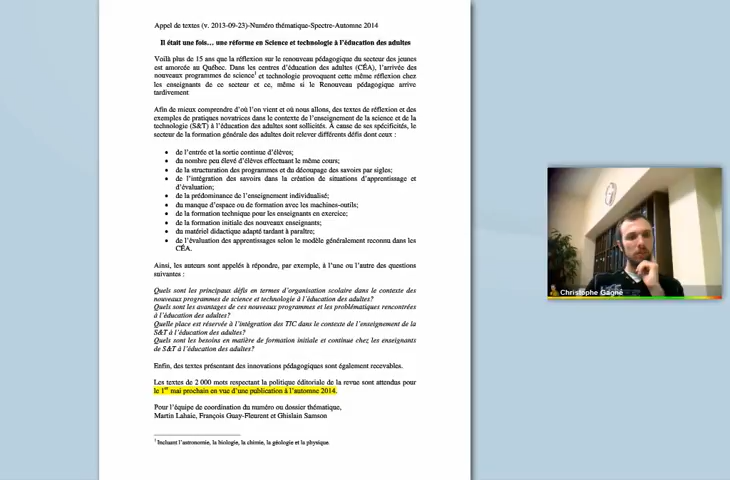 Appel de textes (v. 2013-09-23)-Numéro thématique-Spectre-Automne 2014
Il était une fois… une réforme en Science et technologie à l'éducation des adultes
Voilà plus de 15 ans que la réflexion sur le renouveau pédagogique du secteur des jeunes
est amorcée au Québec. Dans les centres d'éducation des adultes (CÉA), l'arrivée des
nouveaux programmes de science¹ et technologie provoquent cette même réflexion chez
les enseignants de ce secteur et ce, même si le Renouveau pédagogique arrive
tardivement
Afin de mieux comprendre d'où l'on vient et où nous allons, des textes de réflexion et des
exemples de pratiques novatrices dans le contexte de l'enseignement de la science et de la
technologie (S&T) à l'éducation des adultes sont sollicités. À cause de ses spécificités, le
secteur de la formation générale des adultes doit relever différents défis dont ceux :
• de l'entrée et la sortie continue d'élèves;
• du nombre peu élevé d'élèves effectuant le même cours;
• de la structuration des programmes et du découpage des savoirs par sigles;
• de l'intégration des savoirs dans la création de situations d'apprentissage et
d'évaluation;
• de la prédominance de l'enseignement individualisé;
• du manque d'espace ou de formation avec les machines-outils;
• de la formation technique pour les enseignants en exercice;
• de la formation initiale des nouveaux enseignants;
• du matériel didactique adapté tardant à paraître;
• de l'évaluation des apprentissages selon le modèle généralement reconnu dans les
CÉA.
Ainsi, les auteurs sont appelés à répondre, par exemple, à l'une ou l'autre des questions
suivantes :
Quels sont les principaux défis en termes d'organisation scolaire dans le contexte des
nouveaux programmes de science et technologie à l'éducation des adultes?
Quels sont les avantages de ces nouveaux programmes et les problématiques rencontrées
à l'éducation des adultes?
Quelle place est réservée à l'intégration des TIC dans le contexte de l'enseignement de la
S&T à l'éducation des adultes?
Quels sont les besoins en matière de formation initiale et continue chez les enseignants
de S&T à l'éducation des adultes?
Enfin, des textes présentant des innovations pédagogiques sont également recevables.
Les textes de 2 000 mots respectant la politique éditoriale de la revue sont attendus pour
le 1er mai prochain en vue d'une publication à l'automne 2014.
Pour l'équipe de coordination du numéro ou dossier thématique,
Martin Lahaie, François Guay-Fleurent et Ghislain Samson
¹ Incluant l'astronomie, la biologie, la chimie, la géologie et la physique
Christophe Gagné